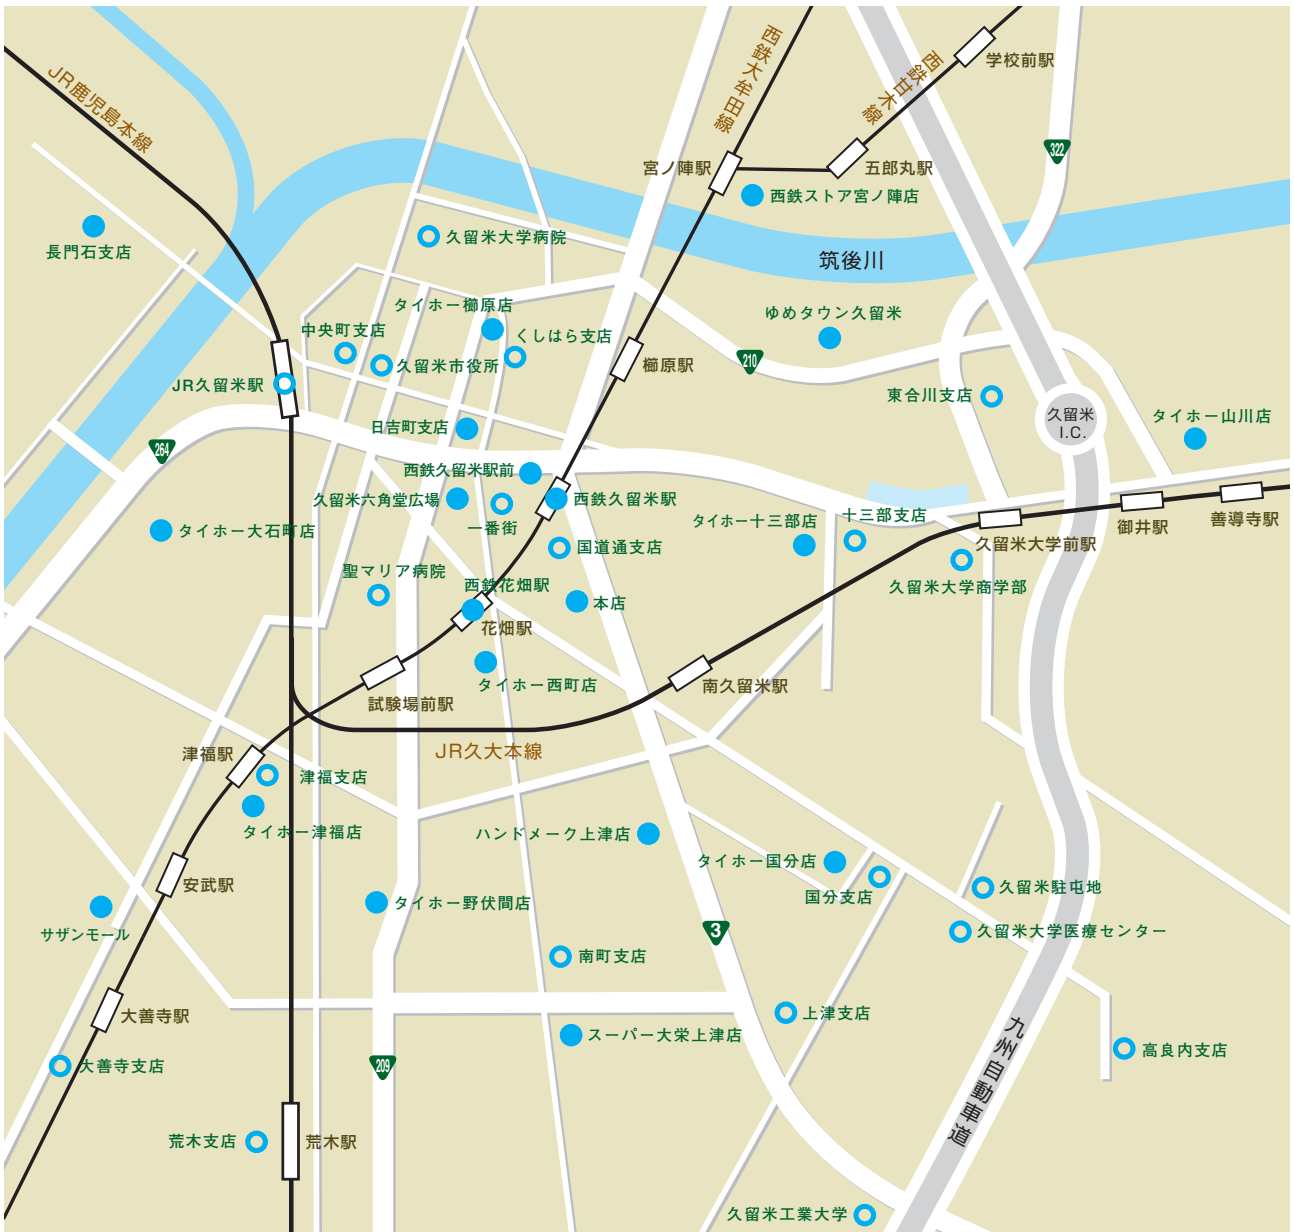 JR鹿児島本線
西鉄大牟田線
西鉄甘木線
学校前駅
322
宮ノ陣駅
五郎丸駅
西鉄ストア宮ノ陣店
長門石支店
久留米大学病院
筑後川
タイホー櫛原店
ゆめタウン久留米
中央町支店
くしはら支店
久留米市役所
櫛原駅
210
JR久留米駅
東合川支店
久留米
I.C.
タイホー山川店
日吉町支店
264
西鉄久留米駅前
久留米六角堂広場
西鉄久留米駅
一番街
タイホー十三部店
十三部支店
善導寺駅
御井駅
タイホー大石町店
国道通支店
久留米大学前駅
聖マリア病院
西鉄花畑駅
久留米大学商学部
本店
花畑駅
タイホー西町店
南久留米駅
試験場前駅
JR久大本線
津福駅
津福支店
タイホー津福店
ハンドメーク上津店
タイホー国分店
安武駅
国分支店
久留米駐屯地
タイホー野伏間店
サザンモール
3
久留米大学医療センター
南町支店
大善寺駅
上津支店
スーパー大栄上津店
九州自動車道
高良内支店
大善寺支店
209
荒木支店
荒木駅
久留米工業大学